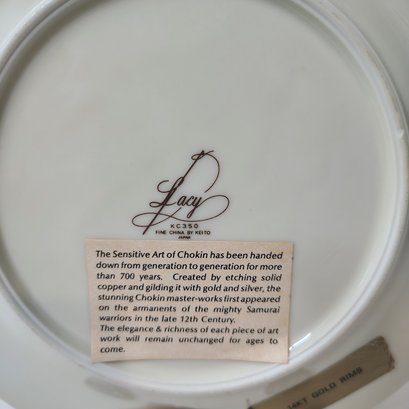 Lacy
KC350
FINE CHINA BY KEITO
JAPAN
The Sensitive Art of Chokin has been handed
down from generation to generation for more
than 700 years. Created by etching solid
copper and gilding it with gold and silver, the
stunning Chokin master-works first appeared
on the armanents of the mighty Samurai
warriors in the late 12th Century.
The elegance & richness of each piece of art
work will remain unchanged for ages to
come.
14KT GOLD RIMS